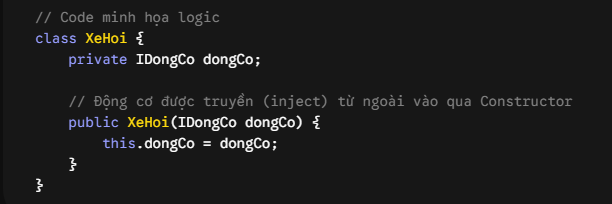 // Code minh họa logic
class XeHoi {
    private IDongCo dongCo;

    // Động cơ được truyền (inject) từ ngoài vào qua Constructor
    public XeHoi(IDongCo dongCo) {
        this.dongCo = dongCo;
    }
}